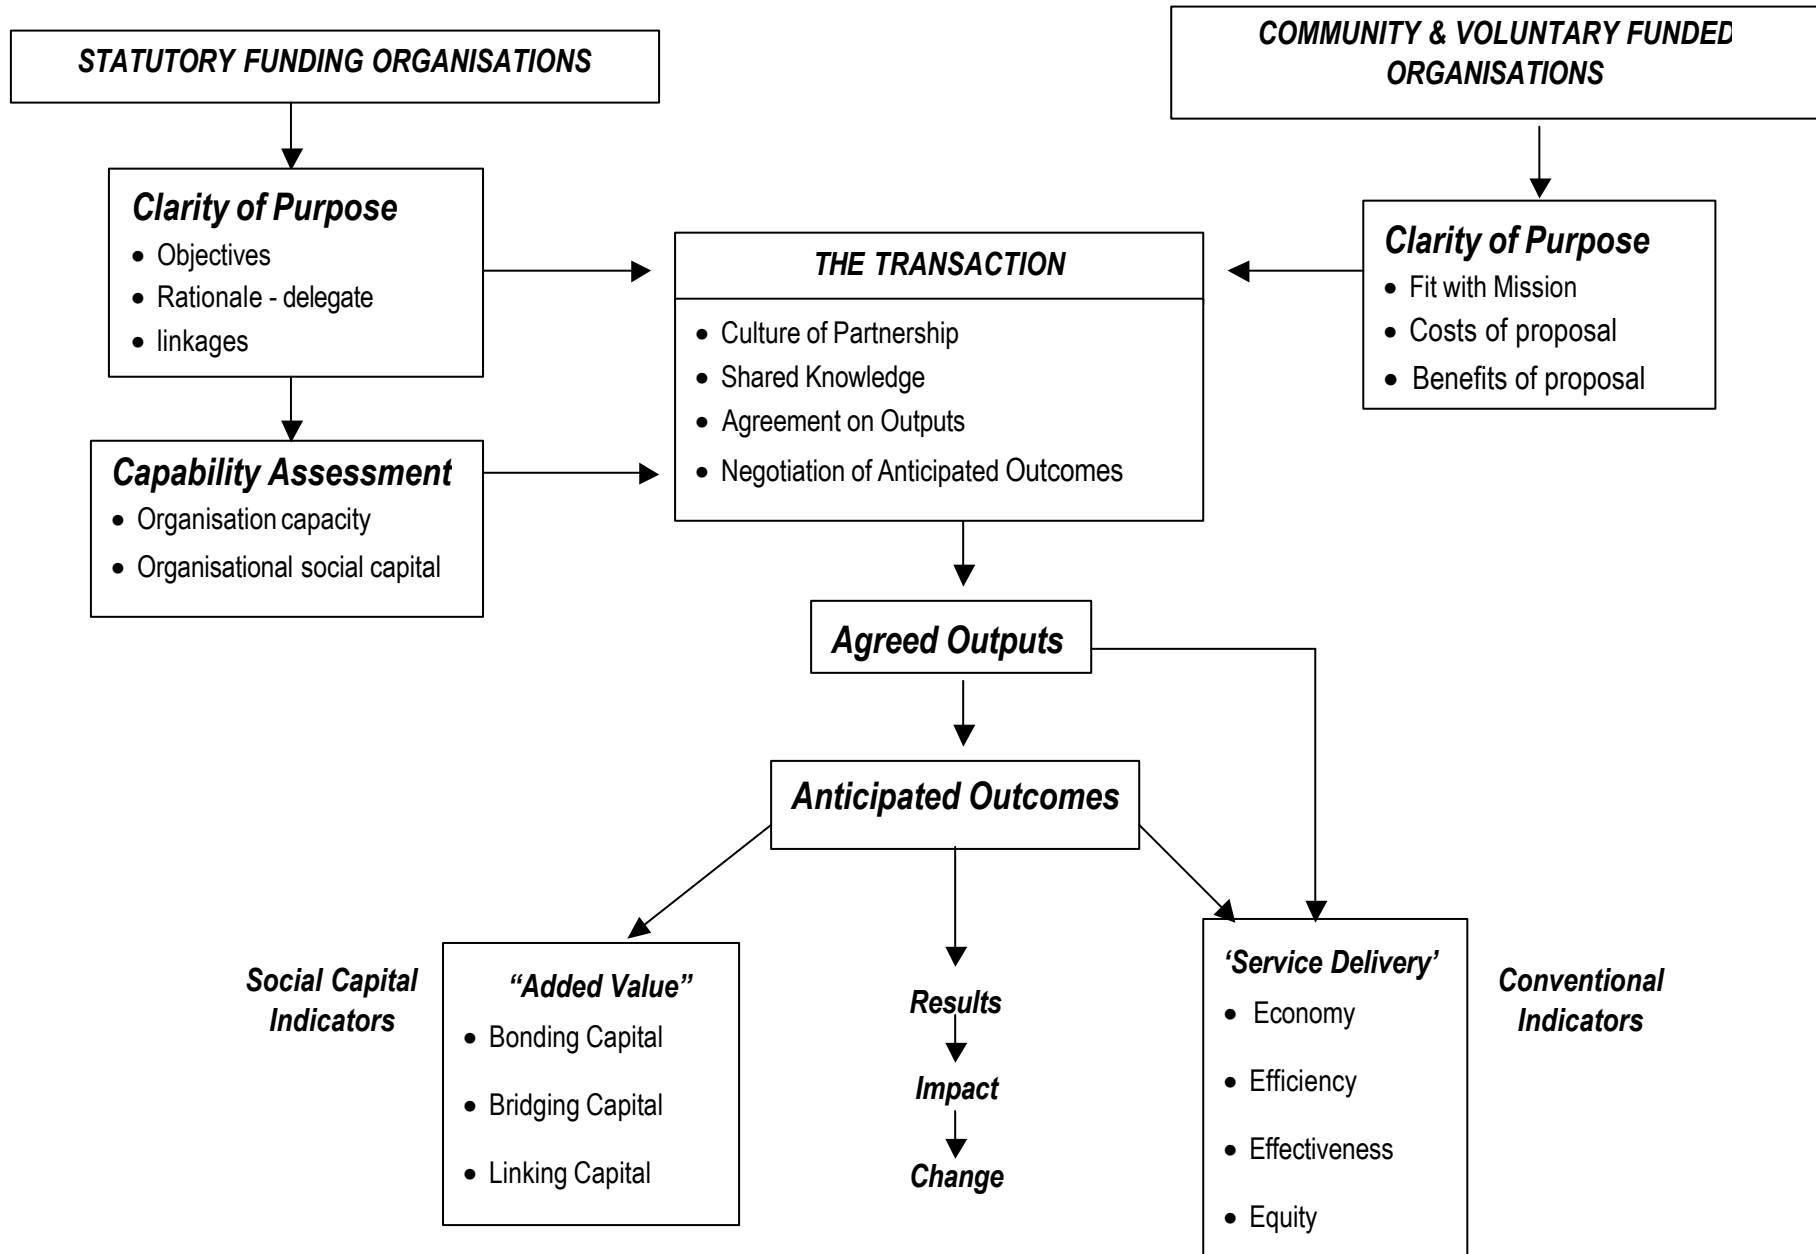 STATUTORY FUNDING ORGANISATIONS
COMMUNITY & VOLUNTARY FUNDED
ORGANISATIONS
Clarity of Purpose
• Objectives
• Rationale - delegate
• linkages
THE TRANSACTION
• Culture of Partnership
• Shared Knowledge
• Agreement on Outputs
• Negotiation of Anticipated Outcomes
Clarity of Purpose
• Fit with Mission
• Costs of proposal
• Benefits of proposal
Capability Assessment
• Organisation capacity
• Organisational social capital
Agreed Outputs
Anticipated Outcomes
Social Capital
Indicators
“Added Value”
• Bonding Capital
• Bridging Capital
• Linking Capital
Results
Impact
Change
‘Service Delivery’
• Economy
• Efficiency
• Effectiveness
• Equity
Conventional
Indicators